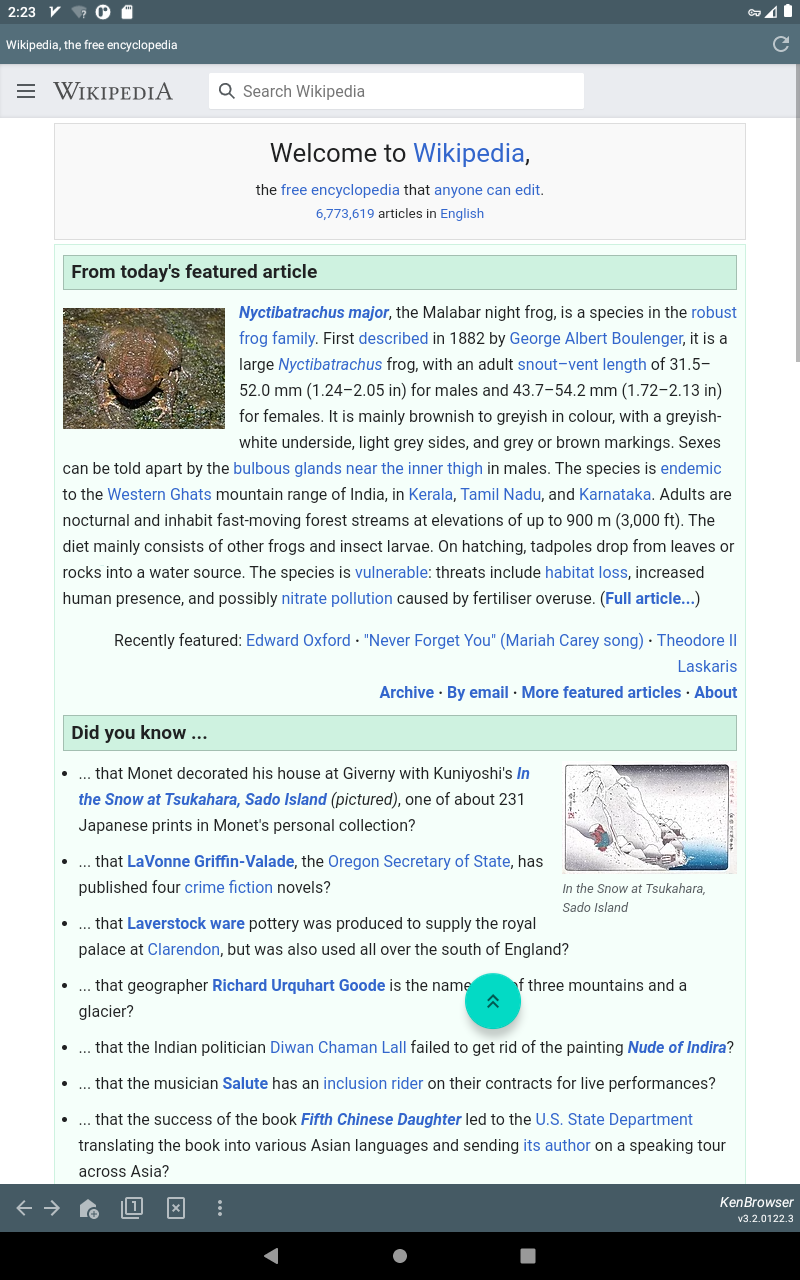 2:23
Wikipedia, the free encyclopedia
WIKIPEDIA
Search Wikipedia
Welcome to Wikipedia,
the free encyclopedia that anyone can edit.
6,773,619 articles in English
From today's featured article
Nyctibatrachus major, the Malabar night frog, is a species in the robust
frog family. First described in 1882 by George Albert Boulenger, it is a
large Nyctibatrachus frog, with an adult snout–vent length of 31.5–
52.0 mm (1.24–2.05 in) for males and 43.7–54.2 mm (1.72–2.13 in)
for females. It is mainly brownish to greyish in colour, with a greyish-
white underside, light grey sides, and grey or brown markings. Sexes
can be told apart by the bulbous glands near the inner thigh in males. The species is endemic
to the Western Ghats mountain range of India, in Kerala, Tamil Nadu, and Karnataka. Adults are
nocturnal and inhabit fast-moving forest streams at elevations of up to 900 m (3,000 ft). The
diet mainly consists of other frogs and insect larvae. On hatching, tadpoles drop from leaves or
rocks into a water source. The species is vulnerable: threats include habitat loss, increased
human presence, and possibly nitrate pollution caused by fertiliser overuse. (Full article...)
Recently featured: Edward Oxford · "Never Forget You" (Mariah Carey song) · Theodore II
Laskaris
Archive · By email · More featured articles · About
Did you know ...
... that Monet decorated his house at Giverny with Kuniyoshi's In
the Snow at Tsukahara, Sado Island (pictured), one of about 231
Japanese prints in Monet's personal collection?
In the Snow at Tsukahara,
Sado Island
... that LaVonne Griffin-Valade, the Oregon Secretary of State, has
published four crime fiction novels?
... that Laverstock ware pottery was produced to supply the royal
palace at Clarendon, but was also used all over the south of England?
... that geographer Richard Urquhart Goode is the name of three mountains and a
glacier?
... that the Indian politician Diwan Chaman Lall failed to get rid of the painting Nude of Indira?
... that the musician Salute has an inclusion rider on their contracts for live performances?
... that the success of the book Fifth Chinese Daughter led to the U.S. State Department
translating the book into various Asian languages and sending its author on a speaking tour
across Asia?
1
KenBrowser
v3.2.0122.3